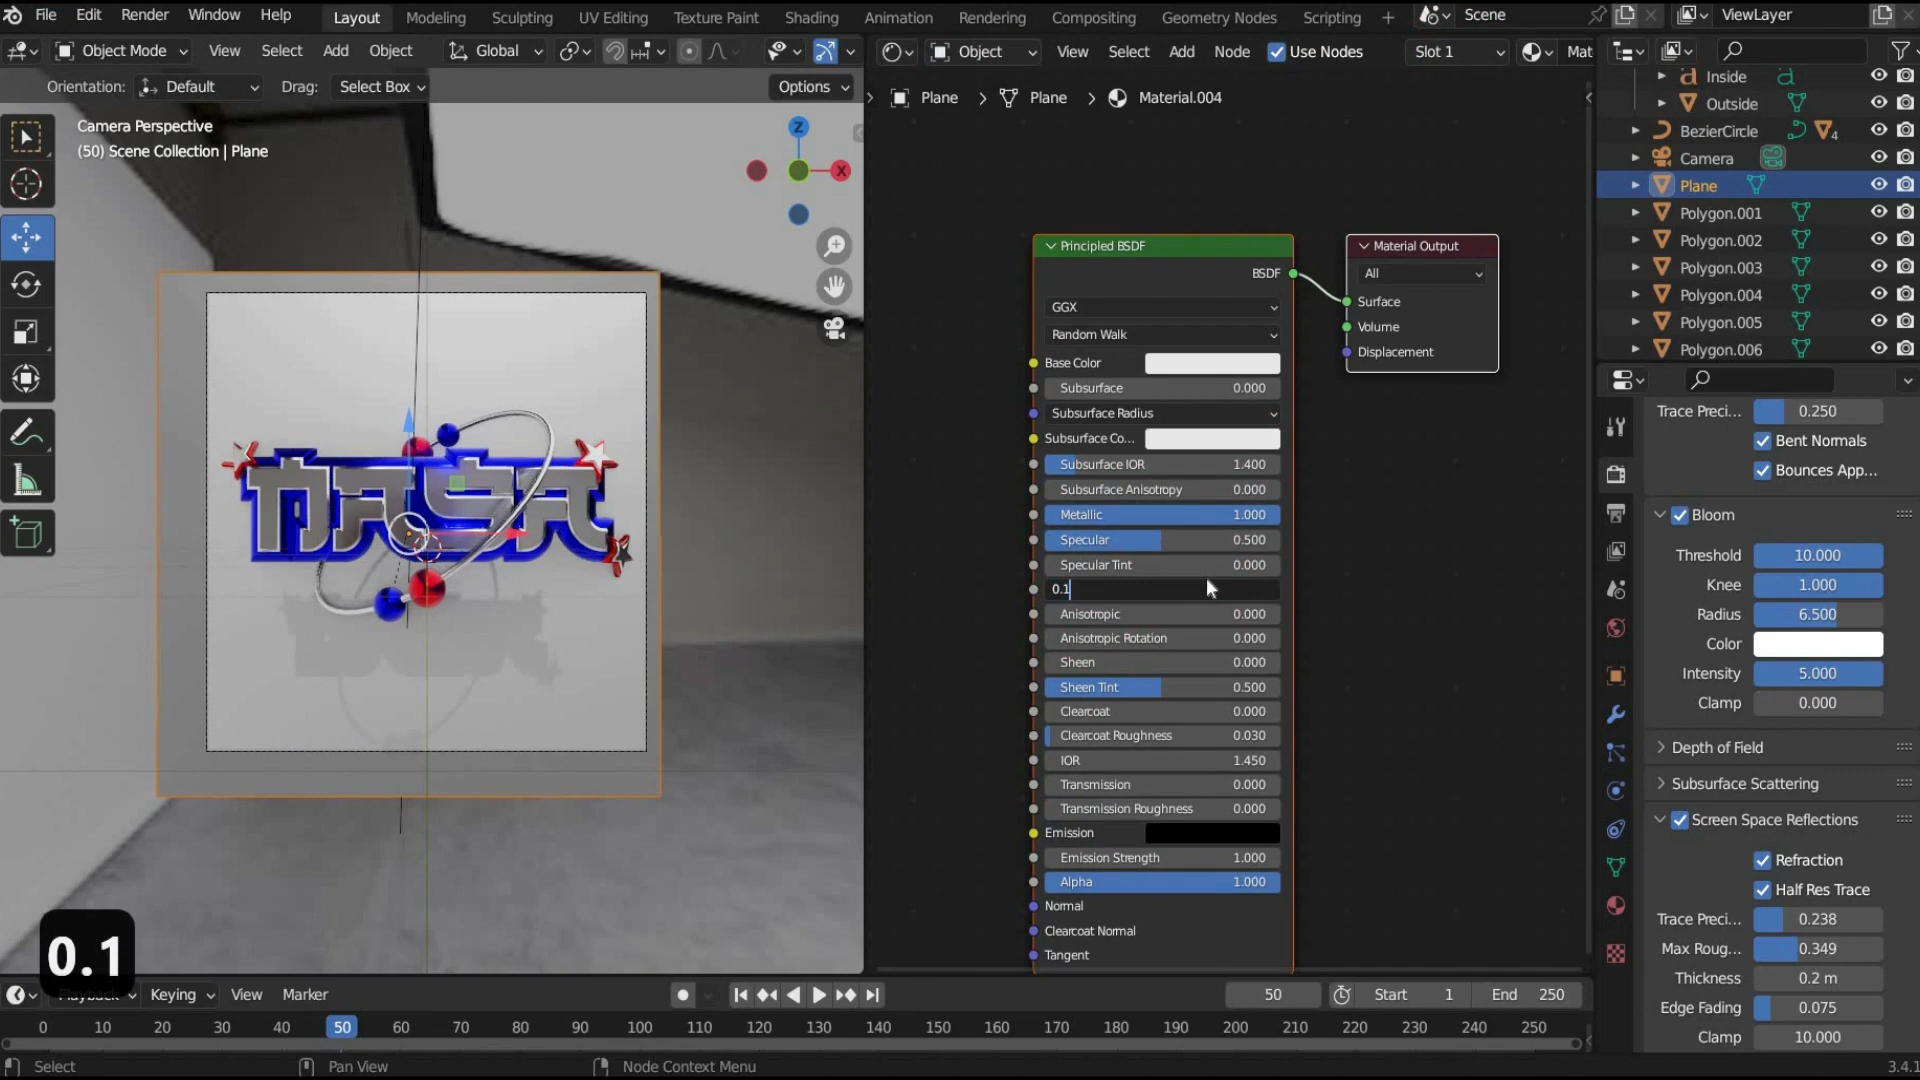 File Edit Render Window Help Layout Modeling Sculpting UV Editing Texture Paint Shading Animation Rendering Compositing Geometry Nodes Scripting + Scene ViewLayer
Object Mode View Select Add Object Global Object View Select Add Node Use Nodes Slot 1 Mat
Orientation: Default Drag: Select Box Options
Plane Plane Material.004
Camera Perspective
(50) Scene Collection | Plane
Z
X
NASA
Principled BSDF
BSDF
GGX
Random Walk
Base Color
Subsurface 0.000
Subsurface Radius
Subsurface Co...
Subsurface IOR 1.400
Subsurface Anisotropy 0.000
Metallic 1.000
Specular 0.500
Specular Tint 0.000
0.1
Anisotropic 0.000
Anisotropic Rotation 0.000
Sheen 0.000
Sheen Tint 0.500
Clearcoat 0.000
Clearcoat Roughness 0.030
IOR 1.450
Transmission 0.000
Transmission Roughness 0.000
Emission
Emission Strength 1.000
Alpha 1.000
Normal
Clearcoat Normal
Tangent
Material Output
All
Surface
Volume
Displacement
Inside
Outside
BezierCircle 4
Camera
Plane
Polygon.001
Polygon.002
Polygon.003
Polygon.004
Polygon.005
Polygon.006
Trace Preci... 0.250
Bent Normals
Bounces App...
Bloom
Threshold 10.000
Knee 1.000
Radius 6.500
Color
Intensity 5.000
Clamp 0.000
Depth of Field
Subsurface Scattering
Screen Space Reflections
Refraction
Half Res Trace
Trace Preci... 0.238
Max Roug... 0.349
Thickness 0.2 m
Edge Fading 0.075
Clamp 10.000
0.1
Playback Keying View Marker 50 Start 1 End 250
0 10 20 30 40 50 60 70 80 90 100 110 120 130 140 150 160 170 180 190 200 210 220 230 240 250
Select Pan View Node Context Menu 3.4.1